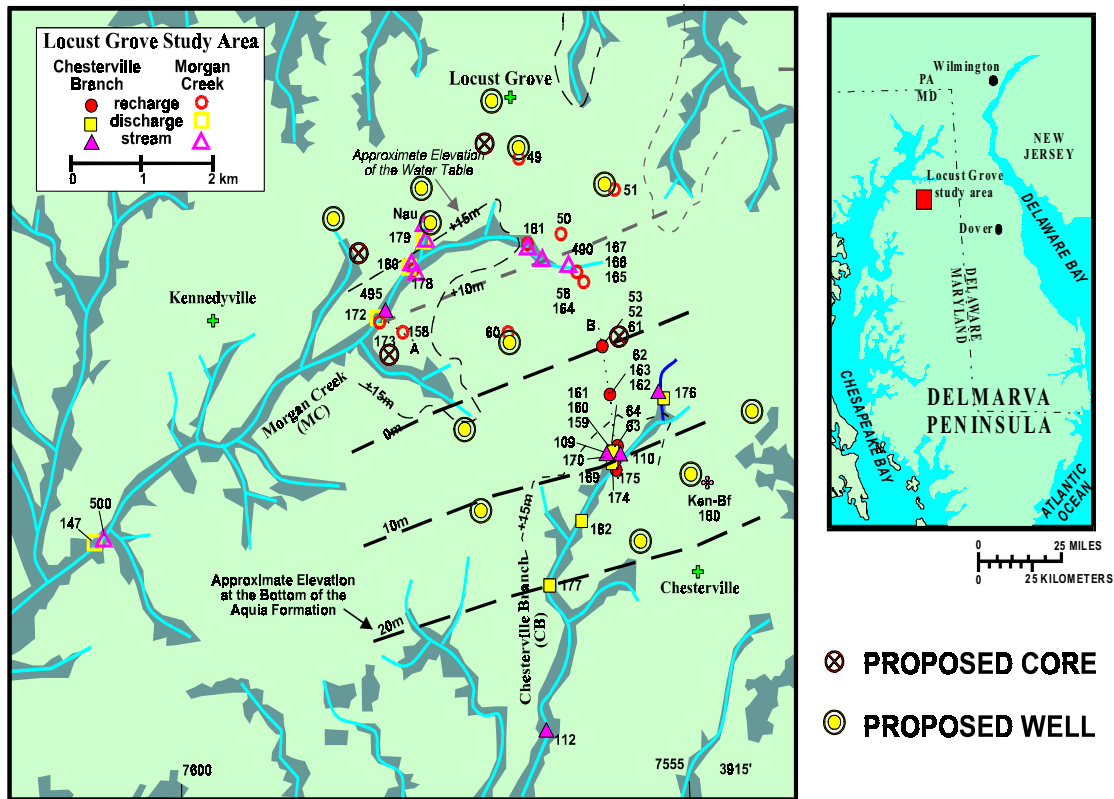 Locust Grove Study Area
Chesterville Branch
Morgan Creek
recharge
discharge
stream
0 1 2 km
Locust Grove
49
Approximate Elevation
of the Water Table
51
Nau
+15m
50
179
181
180
490
167
166
165
178
+10m
Kennedyville
495
56
164
53
52
61
172
158
60
B
173
A
62
163
162
176
+15m
161
160
159
64
63
Morgan Creek
(MC)
0m
109
170
110
169
175
174
Ken-Bf
180
500
147
10m
+15m
182
Approximate Elevation
at the Bottom of the
Aquia Formation
177
Chesterville
20m
Chesterville Branch
(CB)
112
7600
7555
3915'
Wilmington
PA
MD
NEW
JERSEY
Locust Grove
study area
DELAWARE BAY
Dover
DELAWARE
MARYLAND
CHESAPEAKE BAY
DELMARVA
PENINSULA
ATLANTIC
OCEAN
0 25 MILES
0 25 KILOMETERS
PROPOSED CORE
PROPOSED WELL